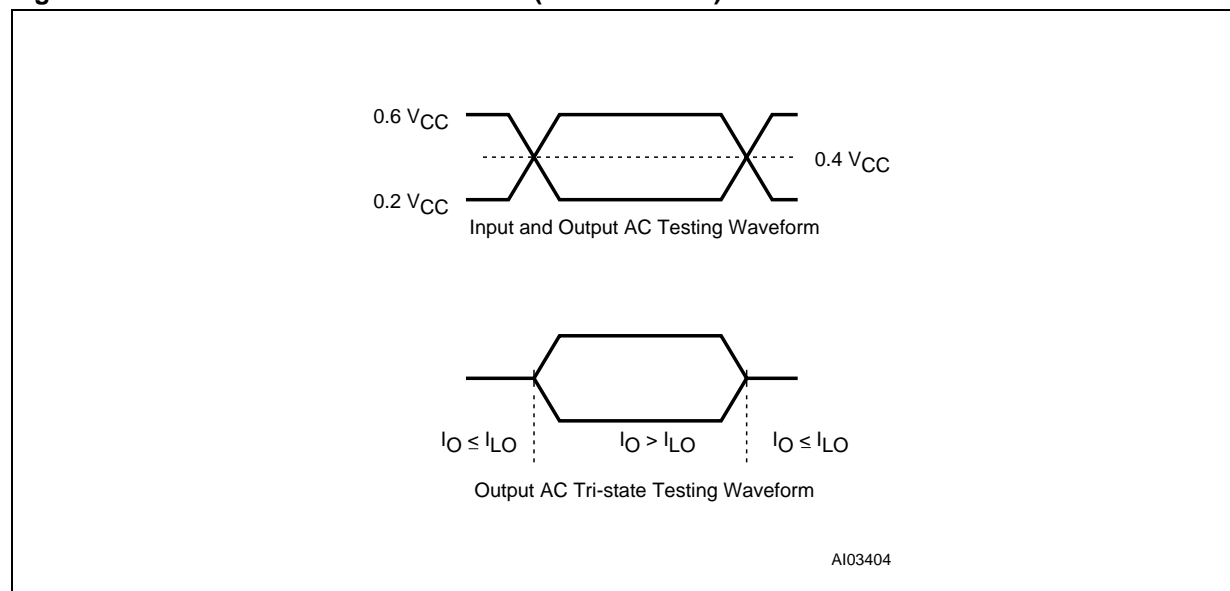 0.6 VCC
0.4 VCC
0.2 VCC
Input and Output AC Testing Waveform
IO ≤ ILO IO > ILO IO ≤ ILO
Output AC Tri-state Testing Waveform
AI03404